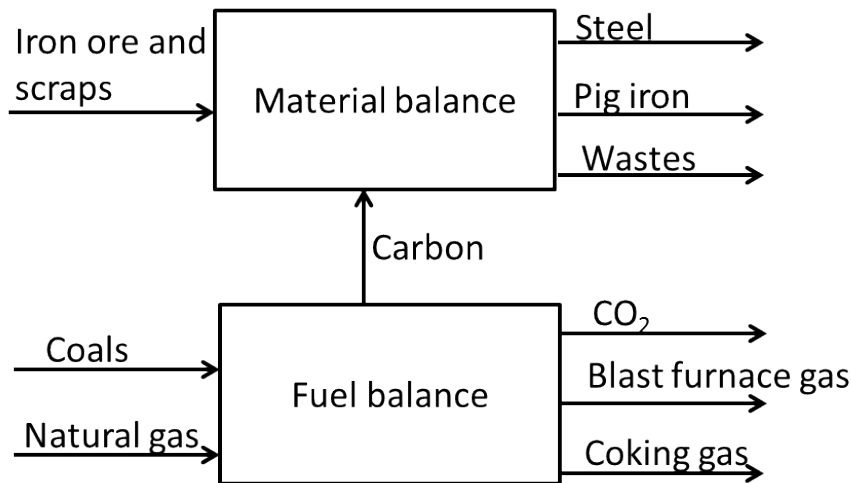 Iron ore and
scraps
Material balance
Steel
Pig iron
Wastes
Carbon
Coals
Natural gas
Fuel balance
CO₂
Blast furnace gas
Coking gas